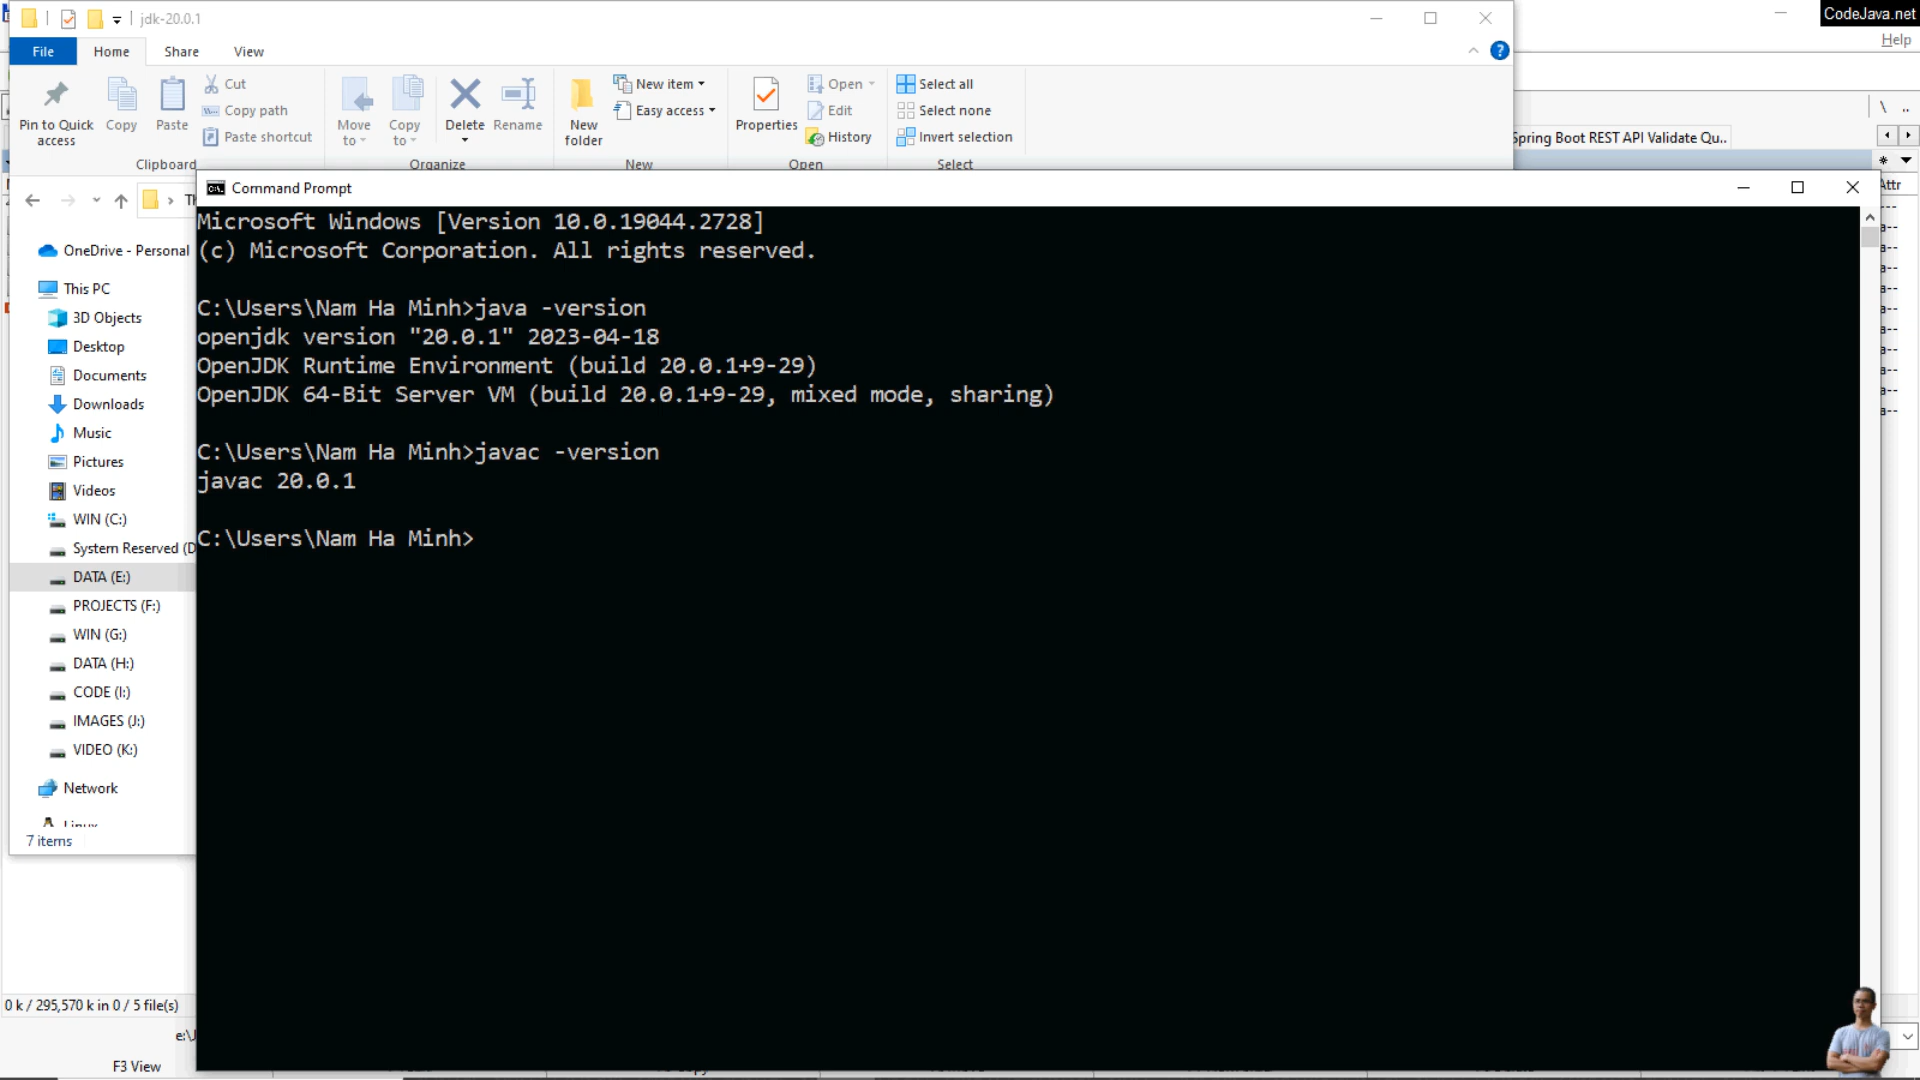 jdk-20.0.1
CodeJava.net
Help
File
Home
Share
View
Pin to Quick access
Copy
Paste
Cut
Copy path
Paste shortcut
Clipboard
Move to
Copy to
Delete
Rename
Organize
New folder
New item
Easy access
New
Properties
Open
Edit
History
Open
Select all
Select none
Invert selection
Select
\ ..
Spring Boot REST API Validate Qu..
Attr
Command Prompt
Microsoft Windows [Version 10.0.19044.2728]
(c) Microsoft Corporation. All rights reserved.
C:\Users\Nam Ha Minh>java -version
openjdk version "20.0.1" 2023-04-18
OpenJDK Runtime Environment (build 20.0.1+9-29)
OpenJDK 64-Bit Server VM (build 20.0.1+9-29, mixed mode, sharing)
C:\Users\Nam Ha Minh>javac -version
javac 20.0.1
C:\Users\Nam Ha Minh>
OneDrive - Personal
This PC
3D Objects
Desktop
Documents
Downloads
Music
Pictures
Videos
WIN (C:)
System Reserved (D
DATA (E:)
PROJECTS (F:)
WIN (G:)
DATA (H:)
CODE (I:)
IMAGES (J:)
VIDEO (K:)
Network
Linux
7 items
0 k / 295,570 k in 0 / 5 file(s)
e:\J
F3 View